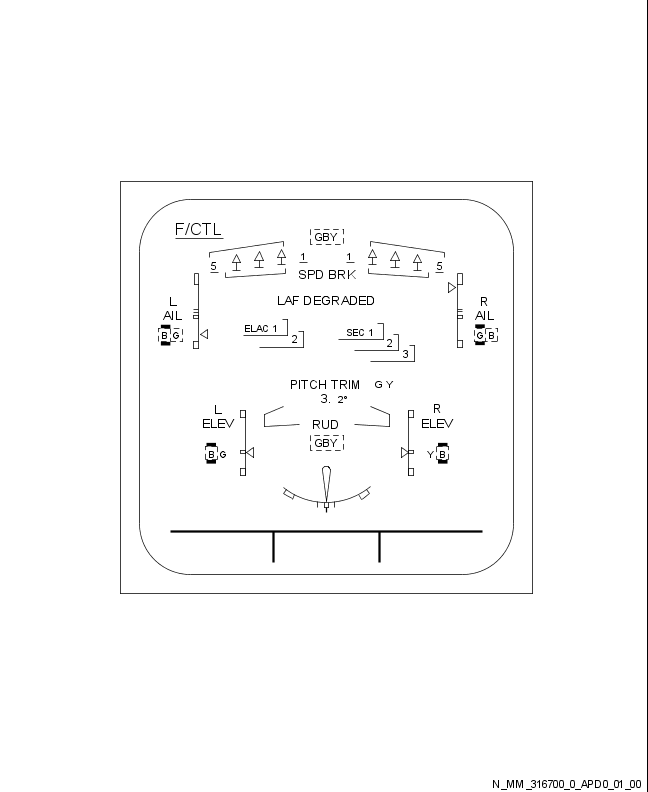 F/CTL
GBY
5 1 1 5
SPD BRK
LAF DEGRADED
L
AIL
B G
R
AIL
G B
ELAC 1
2
SEC 1
2
3
PITCH TRIM G Y
3. 2°
L
ELEV
B G
RUD
GBY
R
ELEV
Y B
N_MM_316700_0_APD0_01_00